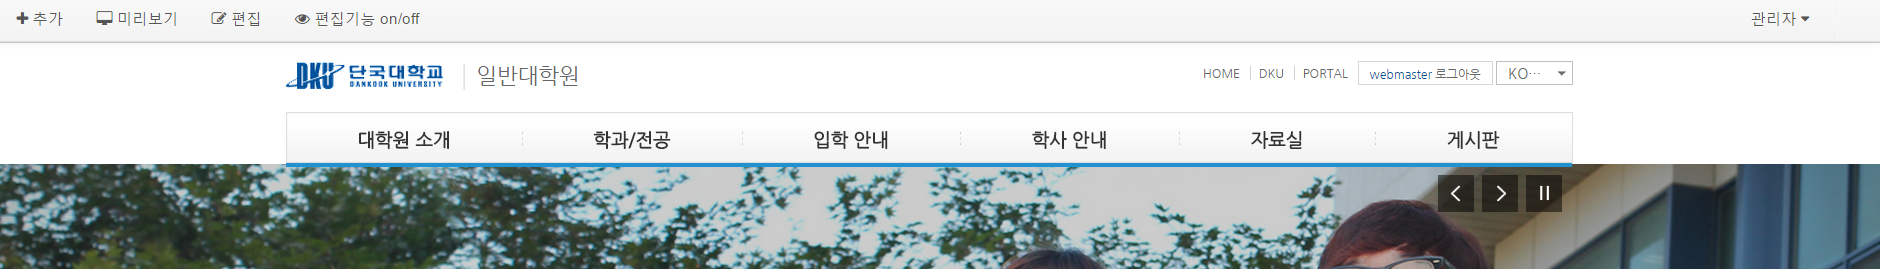 추가 미리보기 편집 편집기능 on/off 관리자
DKU 단국대학교 DANKOOK UNIVERSITY 일반대학원 HOME DKU PORTAL webmaster 로그아웃 KO···
대학원 소개 학과/전공 입학 안내 학사 안내 자료실 게시판